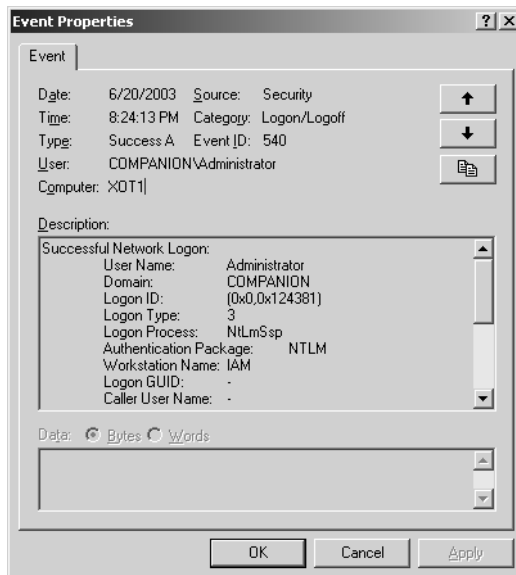 Event Properties
Event
Date: 6/20/2003 Source: Security
Time: 8:24:13 PM Category: Logon/Logoff
Type: Success A Event ID: 540
User: COMPANION\Administrator
Computer: XOT1
Description:
Successful Network Logon:
User Name: Administrator
Domain: COMPANION
Logon ID: (0x0,0x124381)
Logon Type: 3
Logon Process: NtLmSsp
Authentication Package: NTLM
Workstation Name: IAM
Logon GUID: -
Caller User Name: -
Data: Bytes Words
OK Cancel Apply